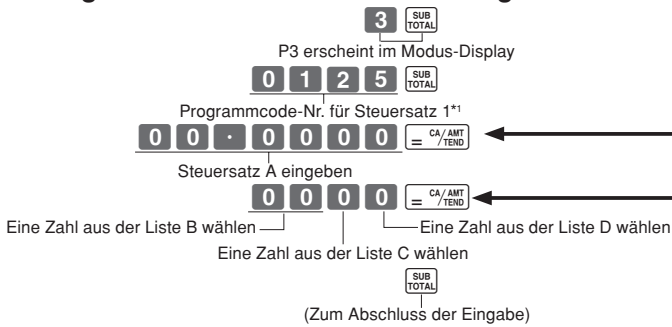 3 SUB TOTAL
P3 erscheint im Modus-Display
0 1 2 5 SUB TOTAL
Programmcode-Nr. für Steuersatz 1*1
0 0 · 0 0 0 0 = CA/AMT TEND
Steuersatz A eingeben
0 0 0 0 = CA/AMT TEND
Eine Zahl aus der Liste B wählen Eine Zahl aus der Liste D wählen
Eine Zahl aus der Liste C wählen
SUB TOTAL
(Zum Abschluss der Eingabe)